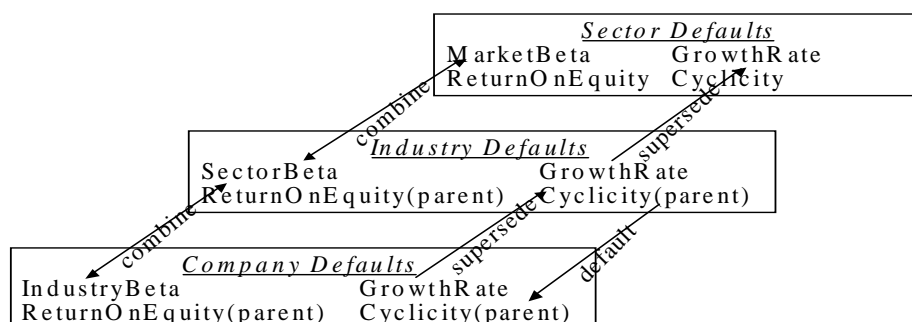 Sector Defaults
MarketBeta GrowthRate
ReturnOnEquity Cyclicity
combine
supersede
Industry Defaults
SectorBeta GrowthRate
ReturnOnEquity(parent) Cyclicity(parent)
combine
supersede
default
Company Defaults
IndustryBeta GrowthRate
ReturnOnEquity(parent) Cyclicity(parent)